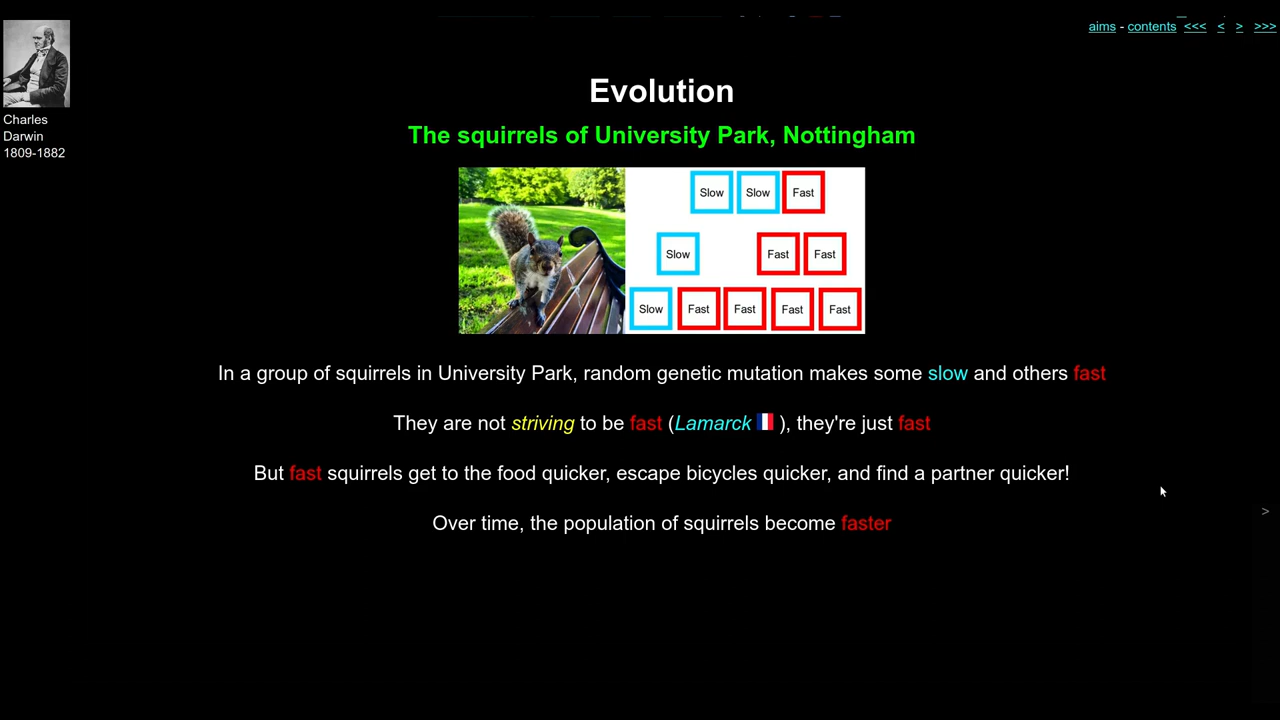 aims - contents <<< < > >>>
Charles
Darwin
1809-1882
Evolution
The squirrels of University Park, Nottingham
Slow Slow Fast
Slow Fast Fast
Slow Fast Fast Fast Fast
In a group of squirrels in University Park, random genetic mutation makes some slow and others fast
They are not striving to be fast (Lamarck 🇫🇷 ), they're just fast
But fast squirrels get to the food quicker, escape bicycles quicker, and find a partner quicker!
>
Over time, the population of squirrels become faster